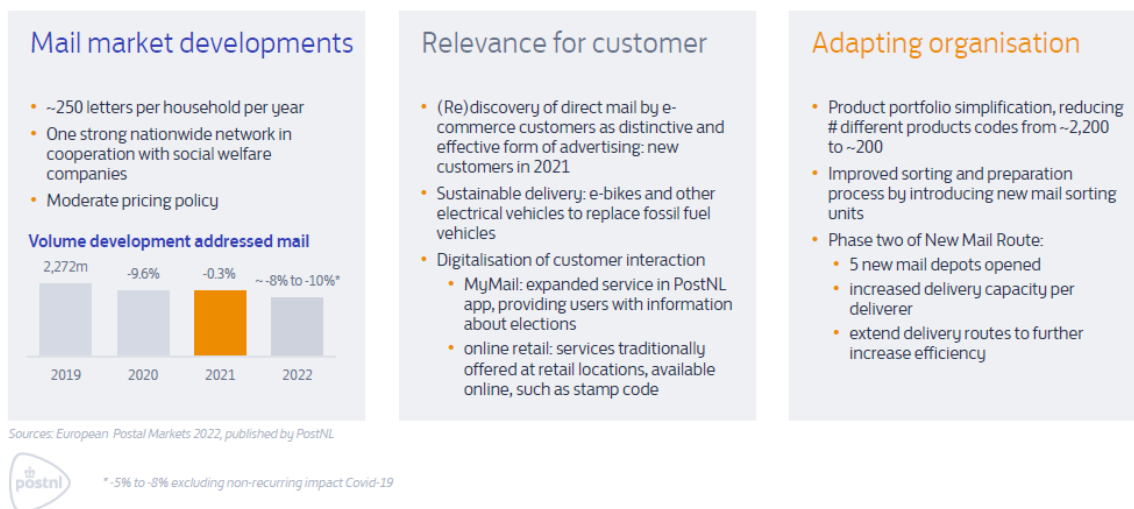 Mail market developments
• ~250 letters per household per year
• One strong nationwide network in
cooperation with social welfare
companies
• Moderate pricing policy
Volume development addressed mail
2,272m
-9.6%
-0.3%
~ -8% to -10%*
2019
2020
2021
2022
Relevance for customer
• (Re)discovery of direct mail by e-
commerce customers as distinctive and
effective form of advertising: new
customers in 2021
• Sustainable delivery: e-bikes and other
electrical vehicles to replace fossil fuel
vehicles
• Digitalisation of customer interaction
• MyMail: expanded service in PostNL
app, providing users with information
about elections
• online retail: services traditionally
offered at retail locations, available
online, such as stamp code
Adapting organisation
• Product portfolio simplification, reducing
# different products codes from ~2,200
to ~200
• Improved sorting and preparation
process by introducing new mail sorting
units
• Phase two of New Mail Route:
• 5 new mail depots opened
• increased delivery capacity per
deliverer
• extend delivery routes to further
increase efficiency
Sources: European Postal Markets 2022, published by PostNL
postnl
* -5% to -8% excluding non-recurring impact Covid-19